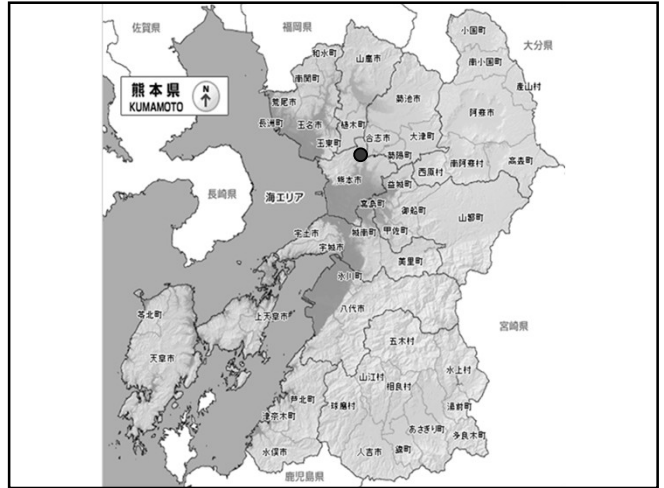 佐賀県
福岡県
大分県
小国町
南小国町
産山村
和水町
山鹿市
南関町
荒尾市
菊池市
阿蘇市
熊本県
KUMAMOTO
N
長洲町
玉名市
植木町
玉東町
合志市
大津町
菊陽町
西原村
南阿蘇村
高森町
熊本市
益城町
長崎県
海エリア
嘉島町
御船町
山都町
宇土市
城南町
甲佐町
宇城市
美里町
氷川町
八代市
苓北町
上天草市
天草市
宮崎県
五木村
水上村
山江村
相良村
芦北町
球磨村
湯前町
津奈木町
あさぎり町
多良木町
水俣市
人吉市
錦町
鹿児島県